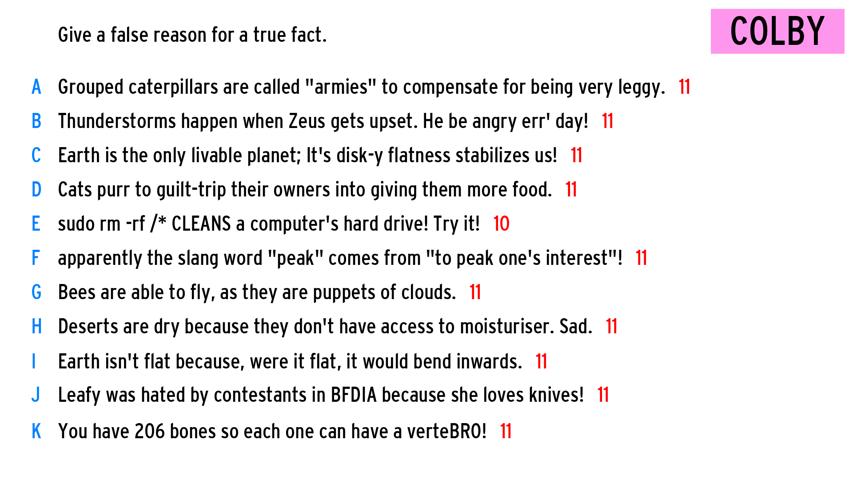 Give a false reason for a true fact.
COLBY
A Grouped caterpillars are called "armies" to compensate for being very leggy. 11
B Thunderstorms happen when Zeus gets upset. He be angry err' day! 11
C Earth is the only livable planet; It's disk-y flatness stabilizes us! 11
D Cats purr to guilt-trip their owners into giving them more food. 11
E sudo rm -rf /* CLEANS a computer's hard drive! Try it! 10
F apparently the slang word "peak" comes from "to peak one's interest"! 11
G Bees are able to fly, as they are puppets of clouds. 11
H Deserts are dry because they don't have access to moisturiser. Sad. 11
I Earth isn't flat because, were it flat, it would bend inwards. 11
J Leafy was hated by contestants in BFDIA because she loves knives! 11
K You have 206 bones so each one can have a verteBRO! 11